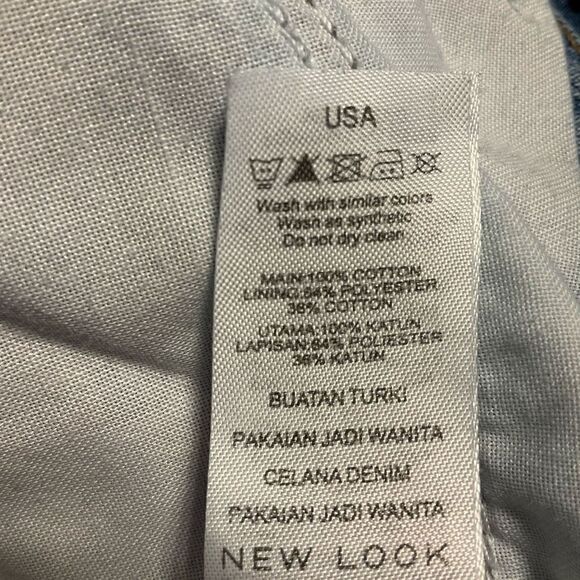 USA
Wash with similar colors
Wash as synthetic
Do not dry clean
MAIN:100% COTTON
LINING:64% POLYESTER
36% COTTON
UTAMA:100% KATUN
LAPISAN:64% POLIESTER
36% KATUN
BUATAN TURKI
PAKAIAN JADI WANITA
CELANA DENIM
PAKAIAN JADI WANITA
NEW LOOK